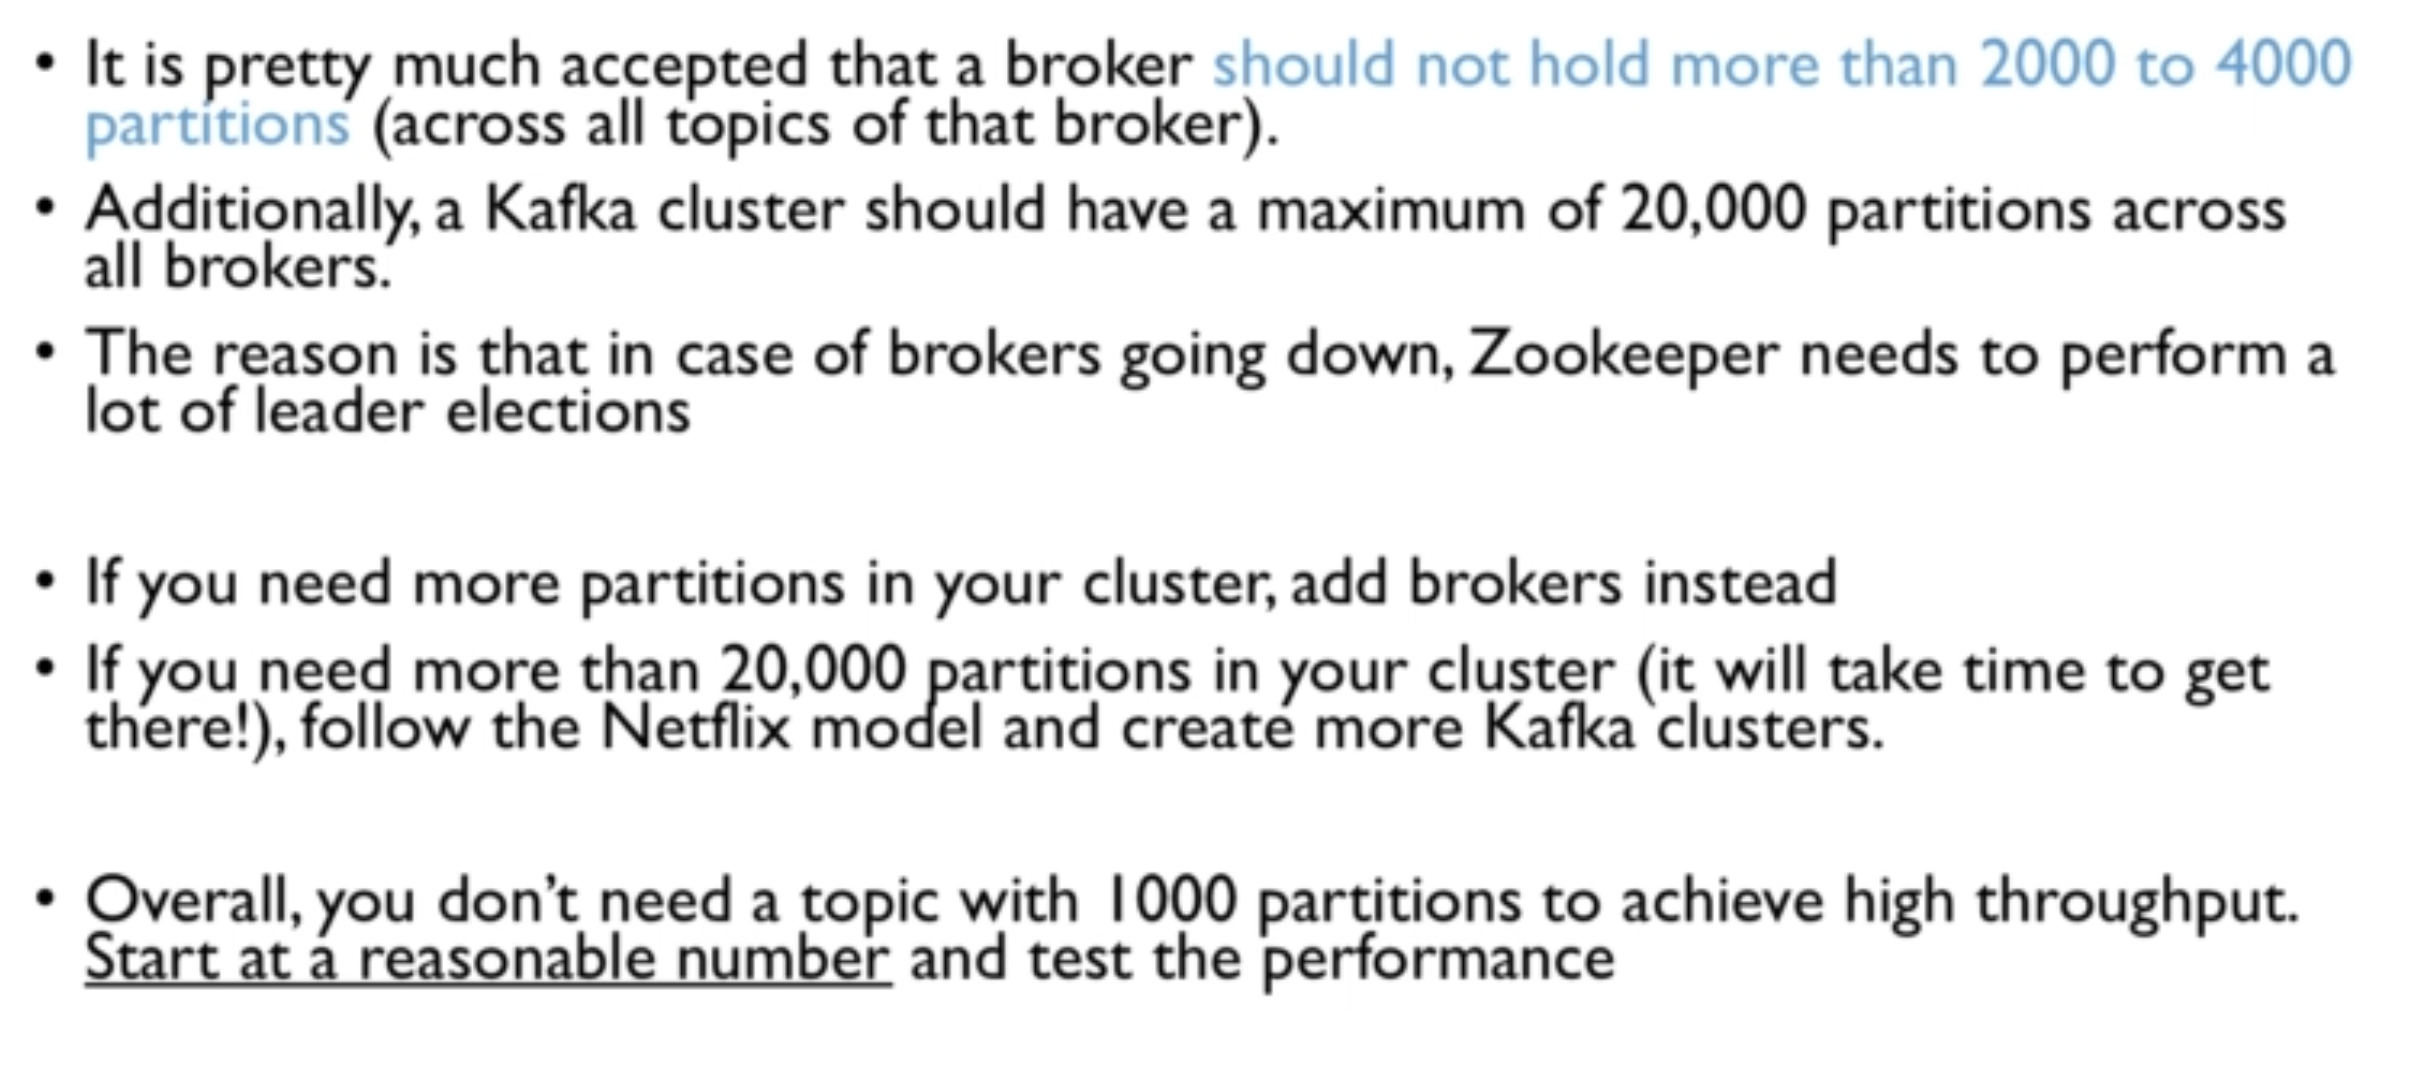 • It is pretty much accepted that a broker should not hold more than 2000 to 4000
partitions (across all topics of that broker).
• Additionally, a Kafka cluster should have a maximum of 20,000 partitions across
all brokers.
• The reason is that in case of brokers going down, Zookeeper needs to perform a
lot of leader elections
• If you need more partitions in your cluster, add brokers instead
• If you need more than 20,000 partitions in your cluster (it will take time to get
there!), follow the Netflix model and create more Kafka clusters.
• Overall, you don’t need a topic with 1000 partitions to achieve high throughput.
Start at a reasonable number and test the performance